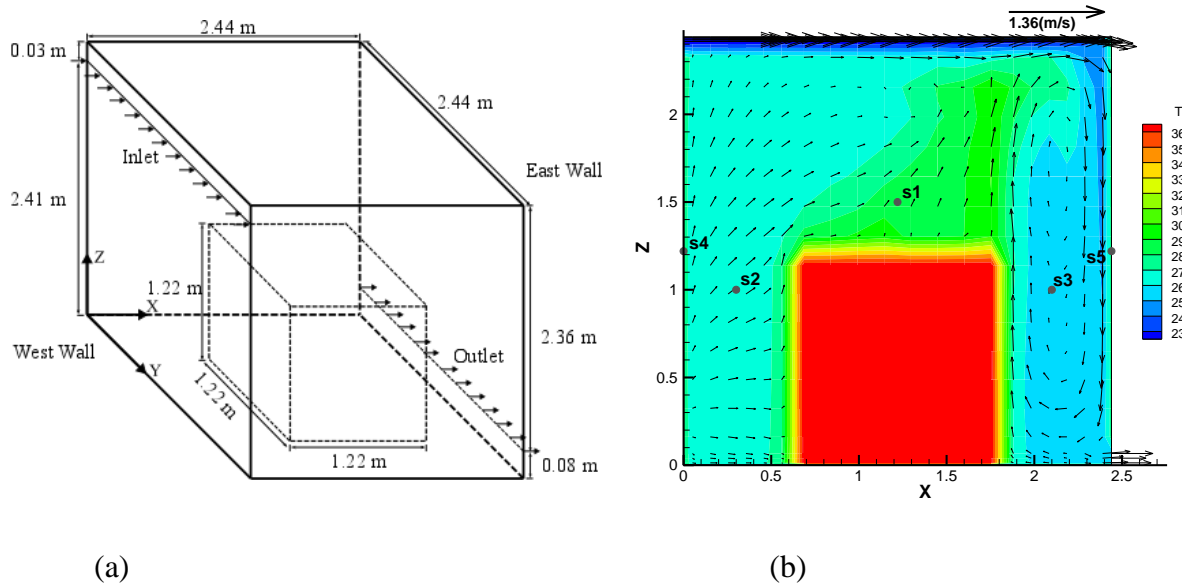 2.44 m
0.03 m
2.44 m
Inlet
East Wall
2.41 m
Z
X
1.22 m
West Wall
Y
1.22 m
1.22 m
Outlet
2.36 m
0.08 m
(a)
1.36(m/s)
Z
2
1.5
1
0.5
0
s1
s4
s2
s3
s5
0 0.5 1 1.5 2 2.5
X
T
36
35
34
33
32
31
30
29
28
27
26
25
24
23
(b)